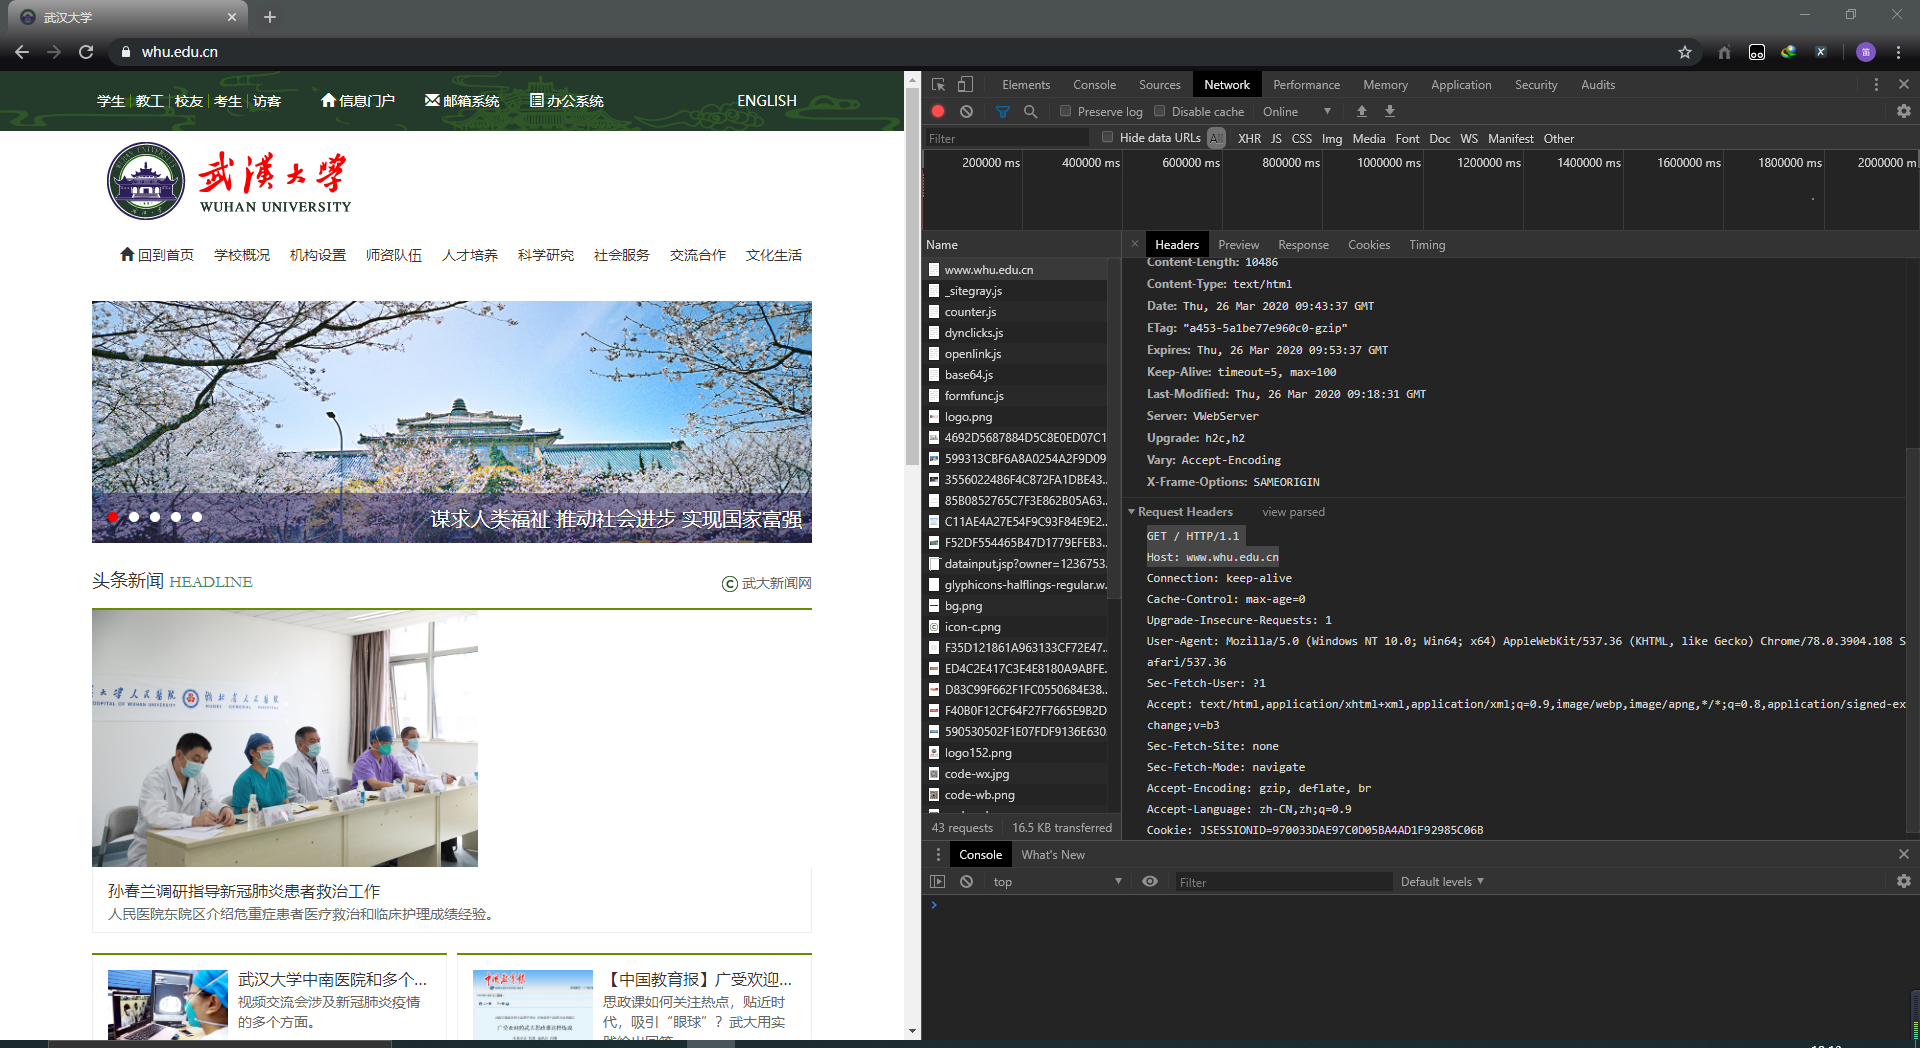 武汉大学
whu.edu.cn
学生 教工 校友 考生 访客 信息门户 邮箱系统 办公系统 ENGLISH
武漢大學
WUHAN UNIVERSITY
回到首页 学校概况 机构设置 师资队伍 人才培养 科学研究 社会服务 交流合作 文化生活
谋求人类福祉 推动社会进步 实现国家富强
头条新闻 HEADLINE
武大新闻网
孙春兰调研指导新冠肺炎患者救治工作
人民医院东院区介绍危重症患者医疗救治和临床护理成绩经验。
武汉大学中南医院和多个...
视频交流会涉及新冠肺炎疫情
的多个方面。
【中国教育报】广受欢迎...
思政课如何关注热点，贴近时
代，吸引“眼球”？武大用实
Elements Console Sources Network Performance Memory Application Security Audits
Preserve log Disable cache Online
Filter Hide data URLs All XHR JS CSS Img Media Font Doc WS Manifest Other
200000 ms 400000 ms 600000 ms 800000 ms 1000000 ms 1200000 ms 1400000 ms 1600000 ms 1800000 ms 2000000 m
Name
www.whu.edu.cn
_sitegray.js
counter.js
dynclicks.js
openlink.js
base64.js
formfunc.js
logo.png
4692D5687884D5C8E0ED07C1
599313CBF6A8A0254A2F9D09
3556022486F4C872FA1DBE43...
85B0852765C7F3E862B05A63...
C11AE4A27E54F9C93F84E9E2...
F52DF554465B47D1779EFEB3...
datainput.jsp?owner=1236753...
glyphicons-halflings-regular.w...
bg.png
icon-c.png
F35D121861A963133CF72E47...
ED4C2E417C3E4E8180A9ABFE...
D83C99F662F1FC0550684E38...
F40B0F12CF64F27F7665E9B2D
590530502F1E07FDF9136E630...
logo152.png
code-wx.jpg
code-wb.png
43 requests 16.5 KB transferred
Headers Preview Response Cookies Timing
Content-Length: 10486
Content-Type: text/html
Date: Thu, 26 Mar 2020 09:43:37 GMT
ETag: "a453-5a1be77e960c0-gzip"
Expires: Thu, 26 Mar 2020 09:53:37 GMT
Keep-Alive: timeout=5, max=100
Last-Modified: Thu, 26 Mar 2020 09:18:31 GMT
Server: VWebServer
Upgrade: h2c,h2
Vary: Accept-Encoding
X-Frame-Options: SAMEORIGIN
Request Headers view parsed
GET / HTTP/1.1
Host: www.whu.edu.cn
Connection: keep-alive
Cache-Control: max-age=0
Upgrade-Insecure-Requests: 1
User-Agent: Mozilla/5.0 (Windows NT 10.0; Win64; x64) AppleWebKit/537.36 (KHTML, like Gecko) Chrome/78.0.3904.108 S
afari/537.36
Sec-Fetch-User: ?1
Accept: text/html,application/xhtml+xml,application/xml;q=0.9,image/webp,image/apng,*/*;q=0.8,application/signed-ex
change;v=b3
Sec-Fetch-Site: none
Sec-Fetch-Mode: navigate
Accept-Encoding: gzip, deflate, br
Accept-Language: zh-CN,zh;q=0.9
Cookie: JSESSIONID=970033DAE97C0D05BA4AD1F92985C06B
Console What's New
top Filter Default levels